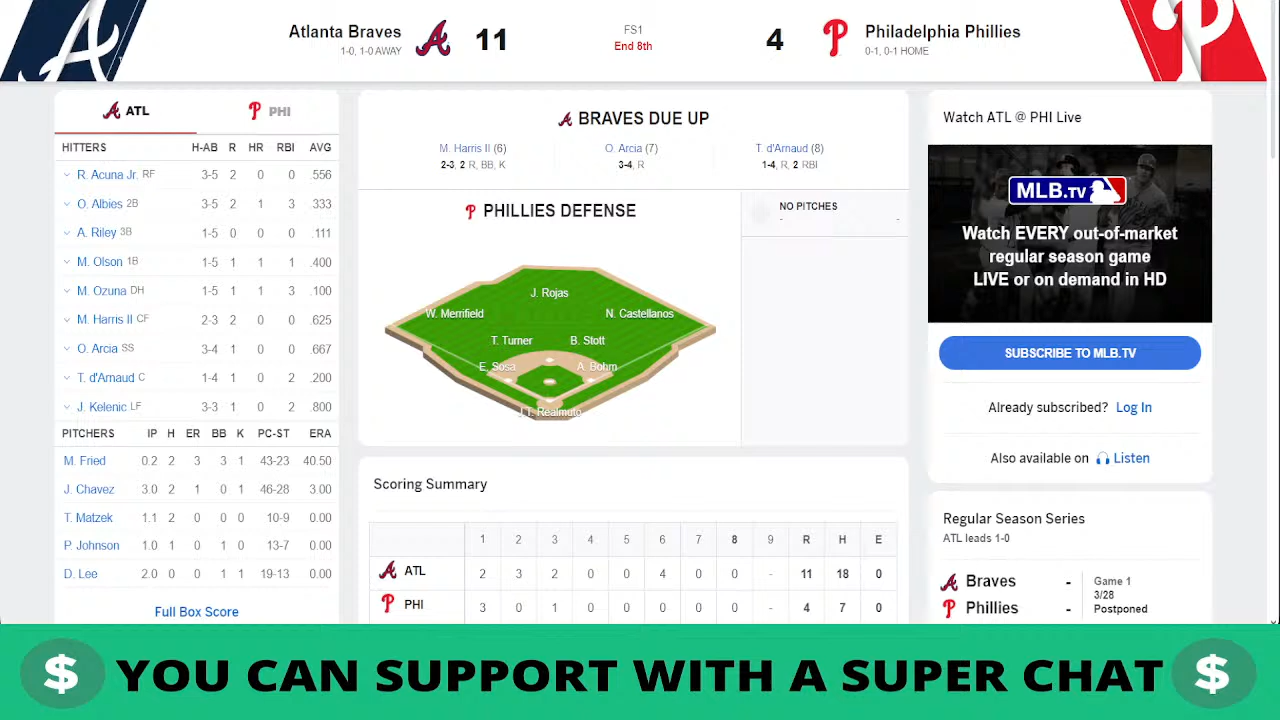 Atlanta Braves
1-0, 1-0 AWAY
11
FS1
End 8th
4
Philadelphia Phillies
0-1, 0-1 HOME
ATL PHI
HITTERS H-AB R HR RBI AVG
R. Acuna Jr. RF 3-5 2 0 0 .556
O. Albies 2B 3-5 2 1 3 .333
A. Riley 3B 1-5 0 0 0 .111
M. Olson 1B 1-5 1 1 1 .400
M. Ozuna DH 1-5 1 1 3 .100
M. Harris II CF 2-3 2 0 0 .625
O. Arcia SS 3-4 1 0 0 .667
T. d'Arnaud C 1-4 1 0 2 .200
J. Kelenic LF 3-3 1 0 2 .800
PITCHERS IP H ER BB K PC-ST ERA
M. Fried 0.2 2 3 3 1 43-23 40.50
J. Chavez 3.0 2 1 0 1 46-28 3.00
T. Matzek 1.1 2 0 0 0 10-9 0.00
P. Johnson 1.0 1 0 1 0 13-7 0.00
D. Lee 2.0 0 0 1 1 19-13 0.00
Full Box Score
BRAVES DUE UP
M. Harris II (6) O. Arcia (7) T. d'Arnaud (8)
2-3, 2 R, BB, K 3-4, R 1-4, R, 2 RBI
PHILLIES DEFENSE
J. Rojas
W. Merrifield N. Castellanos
T. Turner B. Stott
E. Sosa A. Bohm
J.T. Realmuto
NO PITCHES
- -
Scoring Summary
1 2 3 4 5 6 7 8 9 R H E
ATL 2 3 2 0 0 4 0 0 - 11 18 0
PHI 3 0 1 0 0 0 0 0 - 4 7 0
Watch ATL @ PHI Live
MLB.TV
Watch EVERY out-of-market
regular season game
LIVE or on demand in HD
SUBSCRIBE TO MLB.TV
Already subscribed? Log In
Also available on Listen
Regular Season Series
ATL leads 1-0
Braves - Game 1
3/28
Phillies - Postponed
$ YOU CAN SUPPORT WITH A SUPER CHAT $